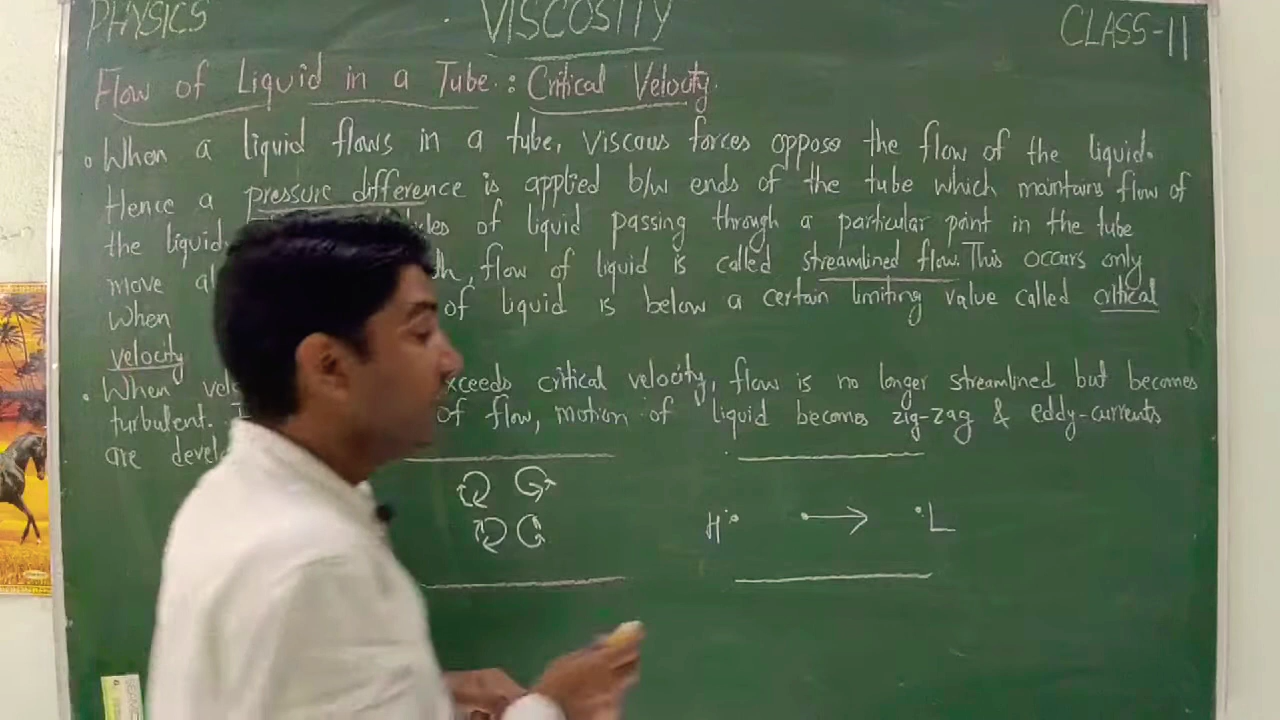 PHYSICS
VISCOSITY
CLASS-11
Flow of Liquid in a Tube : Critical Velocity.
When a liquid flows in a tube, viscous forces oppose the flow of the liquid.
Hence a pressure difference is applied b/w ends of the tube which maintains flow of
the liquid of liquid passing through a particular point in the tube
move flow of liquid is called streamlined flow. This occurs only
when of liquid is below a certain limiting value called critical
velocity
When exceeds critical velocity, flow is no longer streamlined but becomes
turbulent. of flow, motion of liquid becomes zig-zag & eddy-currents
are
H
L